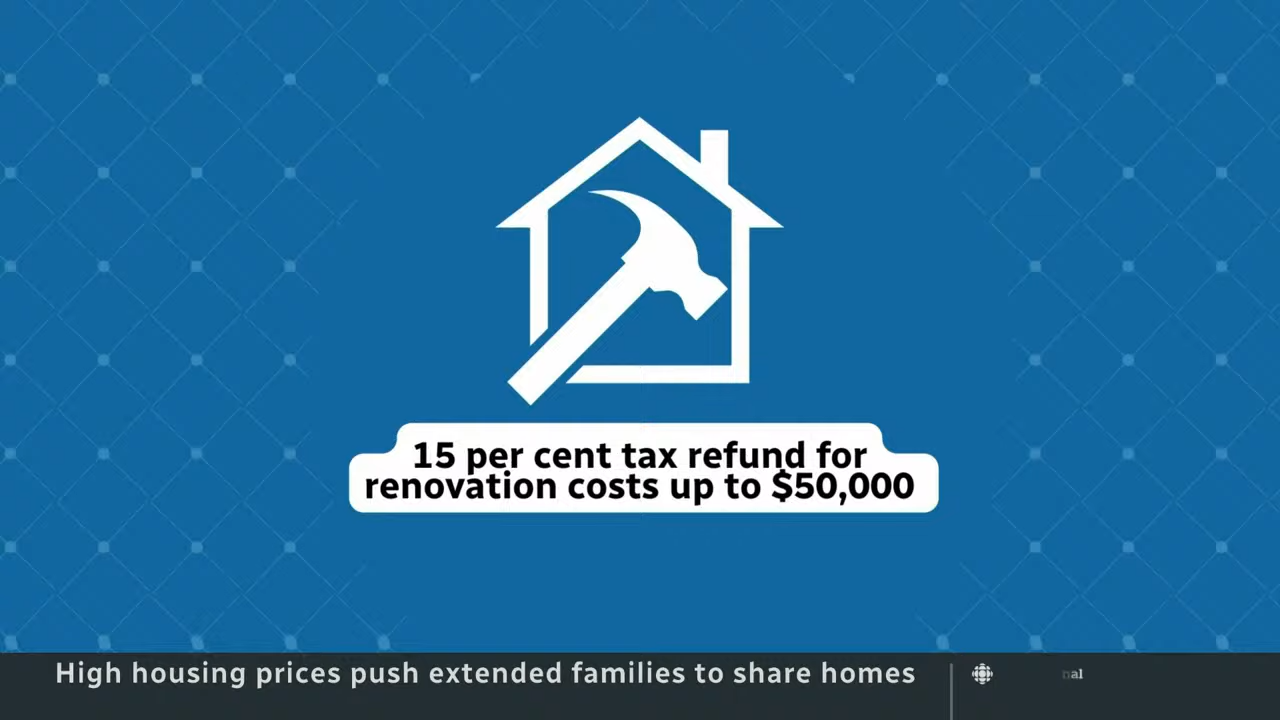 15 per cent tax refund for
renovation costs up to $50,000
High housing prices push extended families to share homes